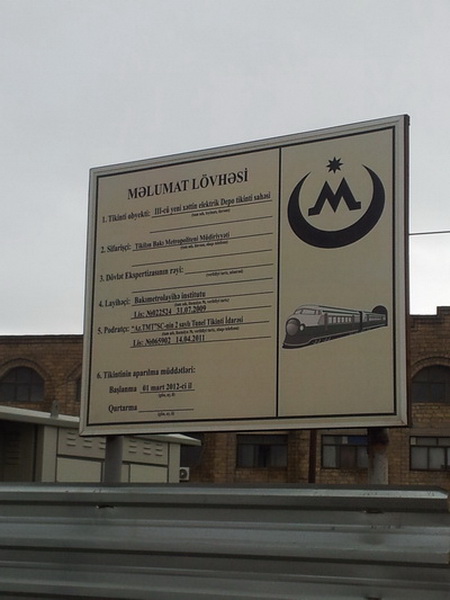 MƏLUMAT LÖVHƏSİ
1. Tikinti obyekti: III-cü yeni xəttin elektrik Depo tikinti sahəsi
2. Sifarişçi: Tikilən Bakı Metropoliteni Müdiriyyəti
3. Dövlət Ekspertizasının rəyi:
4. Layihəçi: Bakımetrolayihə institutu
Lis: №022524 31.07.2009
5. Podratçı: "Az TMT"SC-nin 2 saylı Tunel Tikinti İdarəsi
Lis: №065902 14.04.2011
6. Tikintinin aparılma müddətləri:
Başlanma 01 mart 2012-ci il
Qurtarma
M